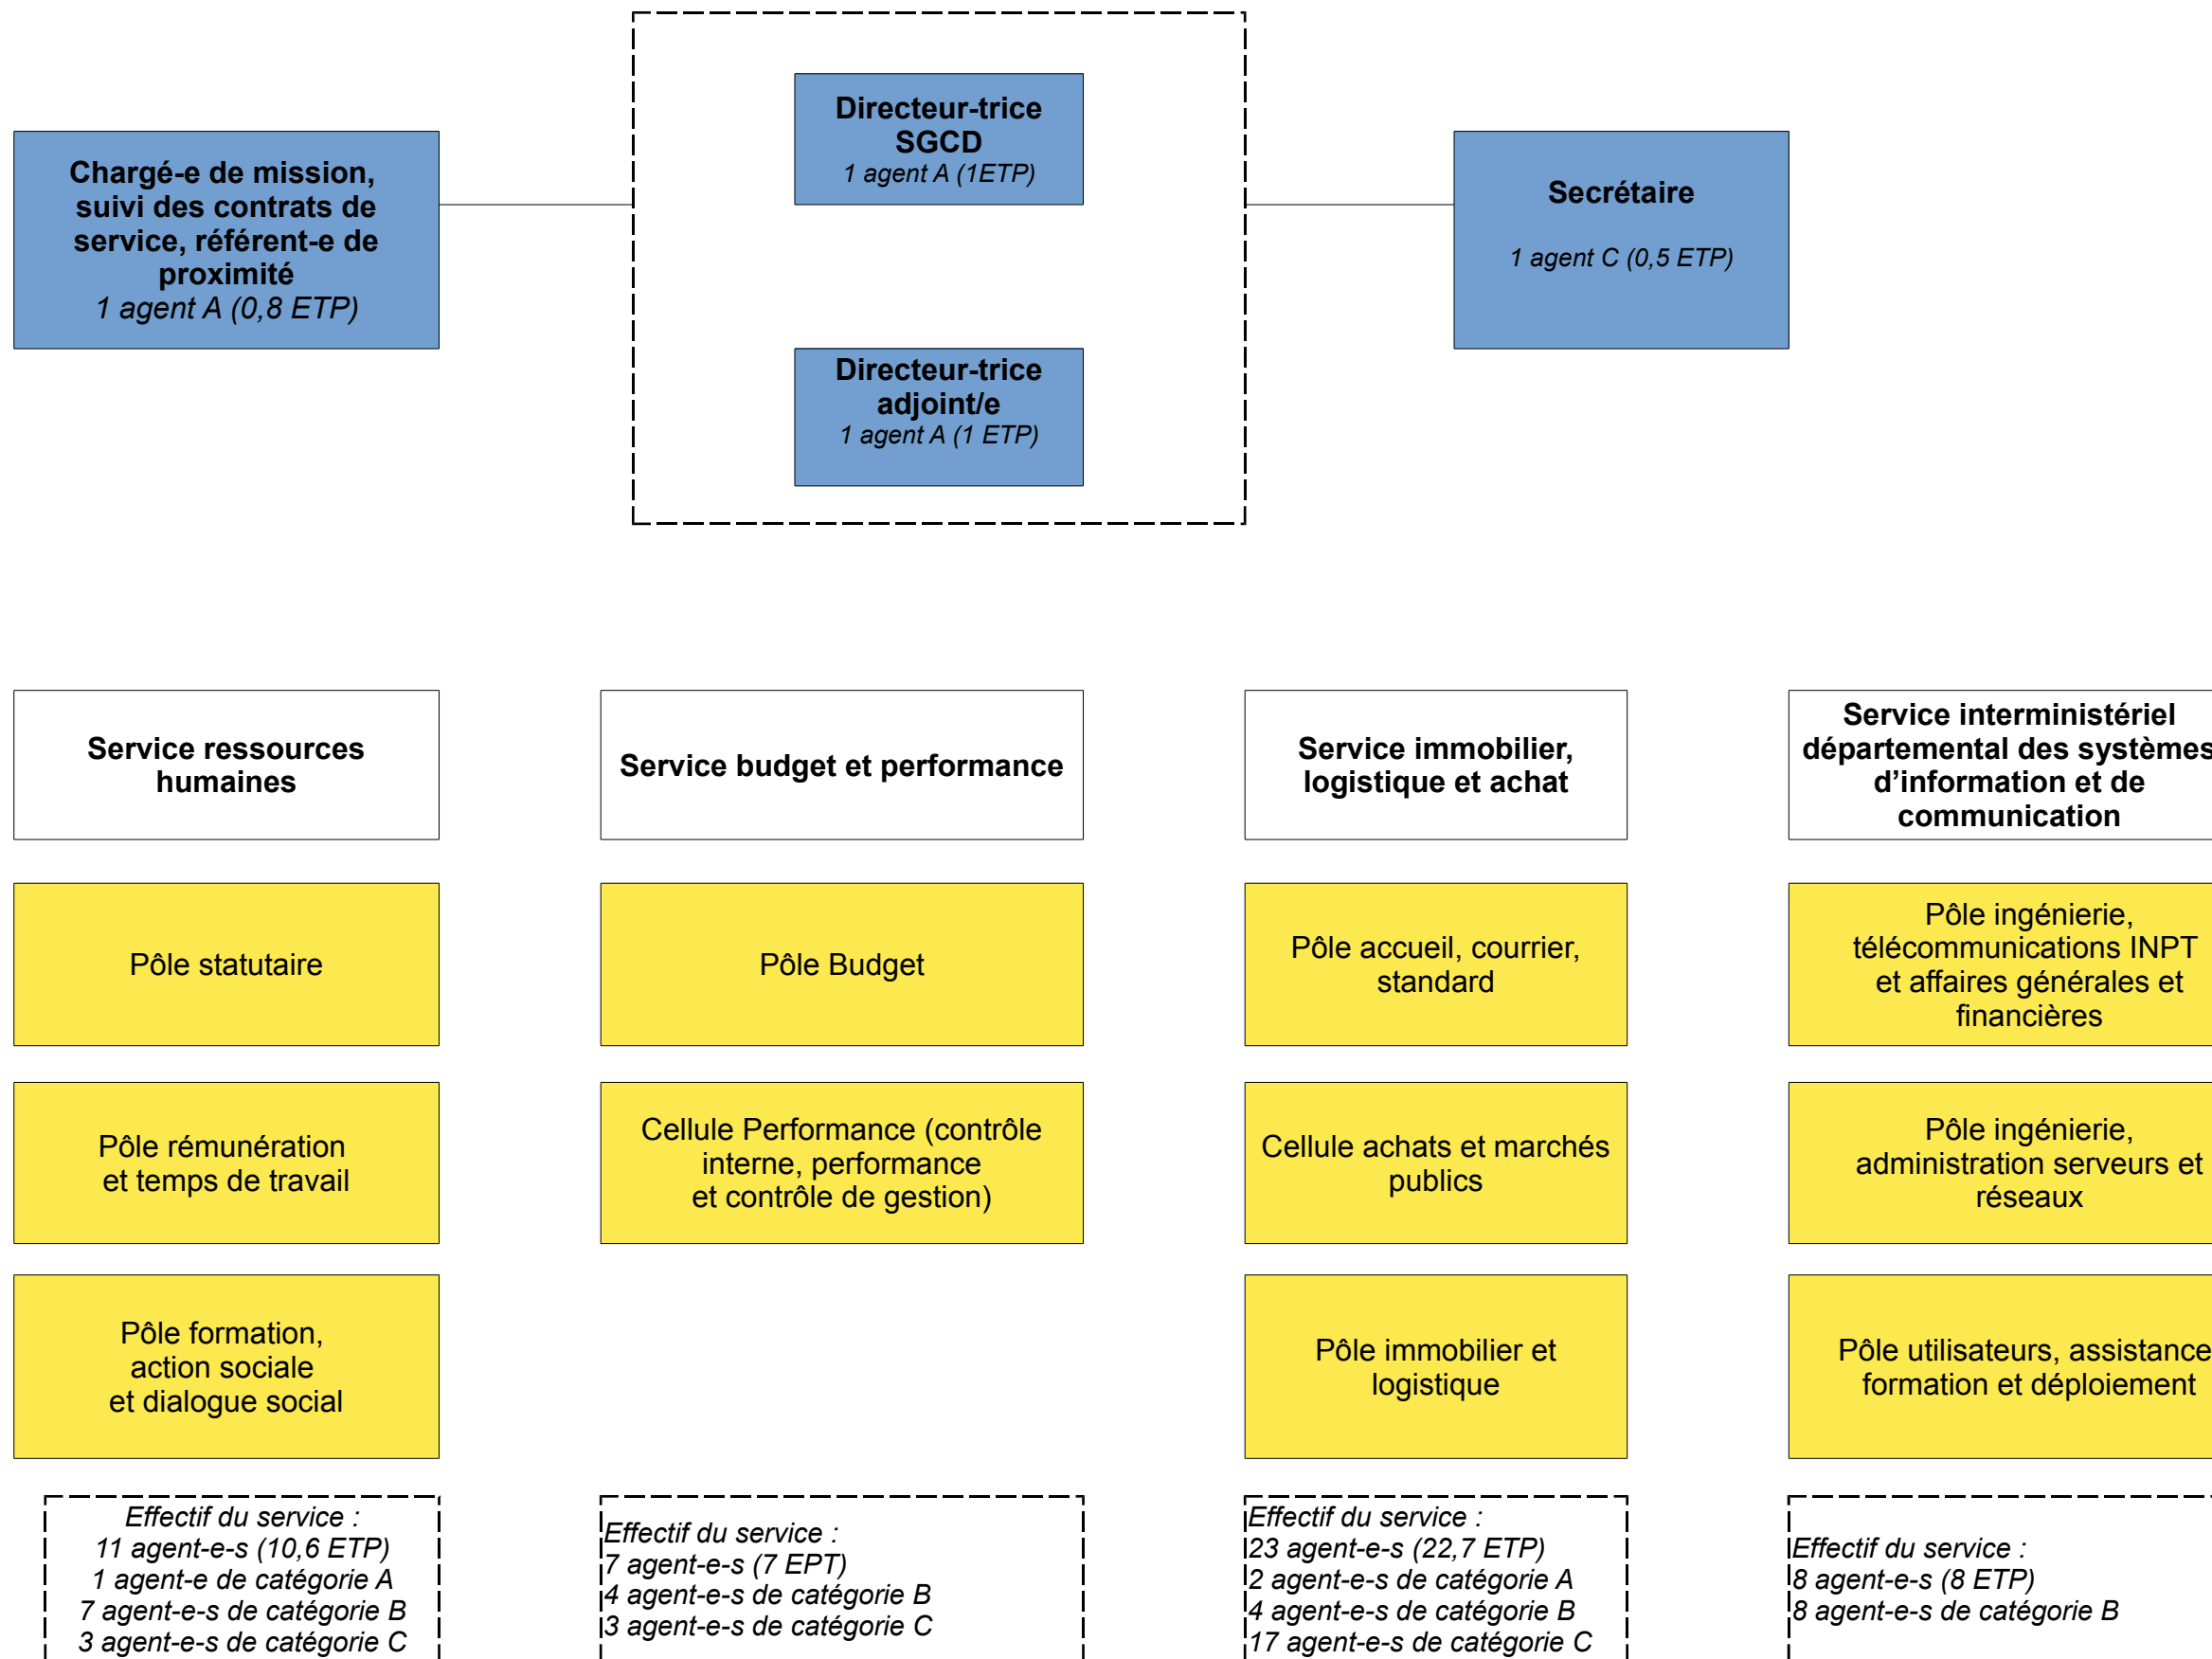 Directeur-trice
SGCD
1 agent A (1ETP)
Chargé-e de mission,
suivi des contrats de
service, référent-e de
proximité
1 agent A (0,8 ETP)
Secrétaire
1 agent C (0,5 ETP)
Directeur-trice
adjoint/e
1 agent A (1 ETP)
Service ressources
humaines
Service budget et performance
Service immobilier,
logistique et achat
Service interministériel
départemental des systèmes
d’information et de
communication
Pôle statutaire
Pôle Budget
Pôle accueil, courrier,
standard
Pôle ingénierie,
télécommunications INPT
et affaires générales et
financières
Pôle rémunération
et temps de travail
Cellule Performance (contrôle
interne, performance
et contrôle de gestion)
Cellule achats et marchés
publics
Pôle ingénierie,
administration serveurs et
réseaux
Pôle formation,
action sociale
et dialogue social
Pôle immobilier et
logistique
Pôle utilisateurs, assistance
formation et déploiement
Effectif du service :
11 agent-e-s (10,6 ETP)
1 agent-e de catégorie A
7 agent-e-s de catégorie B
3 agent-e-s de catégorie C
Effectif du service :
7 agent-e-s (7 EPT)
4 agent-e-s de catégorie B
3 agent-e-s de catégorie C
Effectif du service :
23 agent-e-s (22,7 ETP)
2 agent-e-s de catégorie A
4 agent-e-s de catégorie B
17 agent-e-s de catégorie C
Effectif du service :
8 agent-e-s (8 ETP)
8 agent-e-s de catégorie B